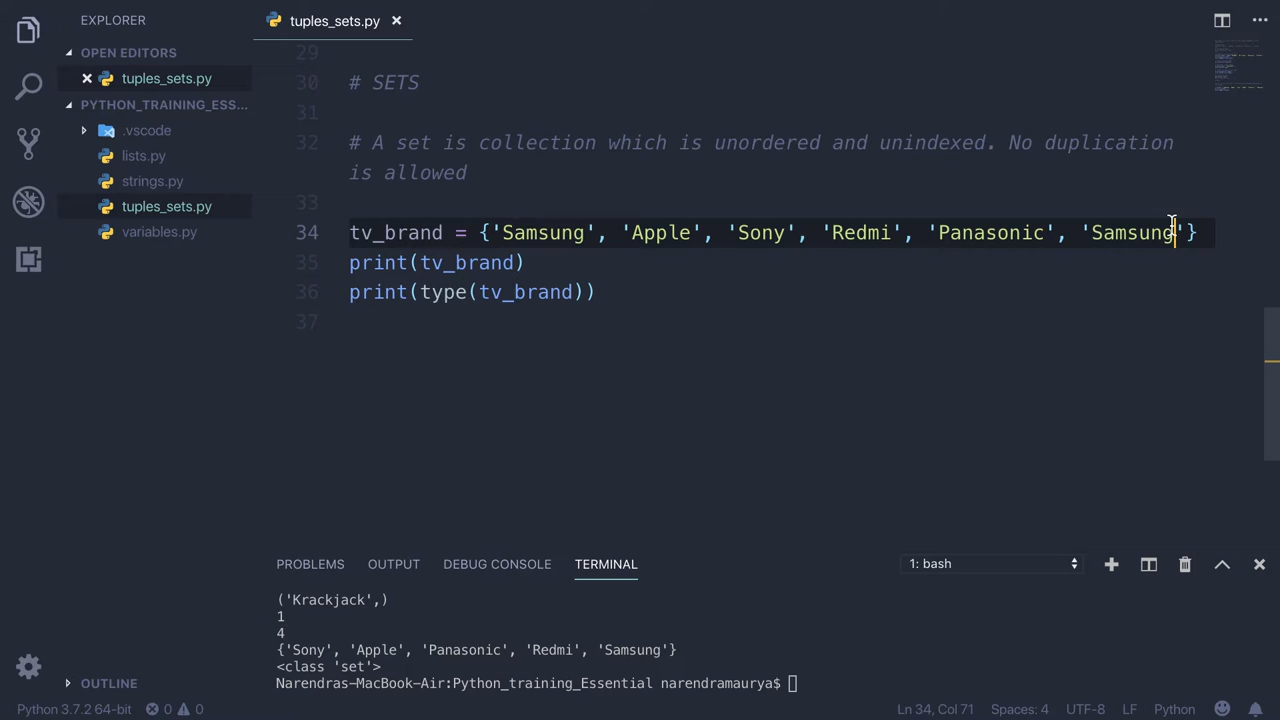 EXPLORER
tuples_sets.py
OPEN EDITORS
tuples_sets.py
PYTHON_TRAINING_ESS...
.vscode
lists.py
strings.py
tuples_sets.py
variables.py
29
30 # SETS
31
32 # A set is collection which is unordered and unindexed. No duplication
is allowed
33
34 tv_brand = {'Samsung', 'Apple', 'Sony', 'Redmi', 'Panasonic', 'Samsung'}
35 print(tv_brand)
36 print(type(tv_brand))
37
PROBLEMS OUTPUT DEBUG CONSOLE TERMINAL 1: bash
('Krackjack',)
1
4
{'Sony', 'Apple', 'Panasonic', 'Redmi', 'Samsung'}
<class 'set'>
Narendras-MacBook-Air:Python_training_Essential narendramaurya$
OUTLINE
Python 3.7.2 64-bit 0 0 Ln 34, Col 71 Spaces: 4 UTF-8 LF Python